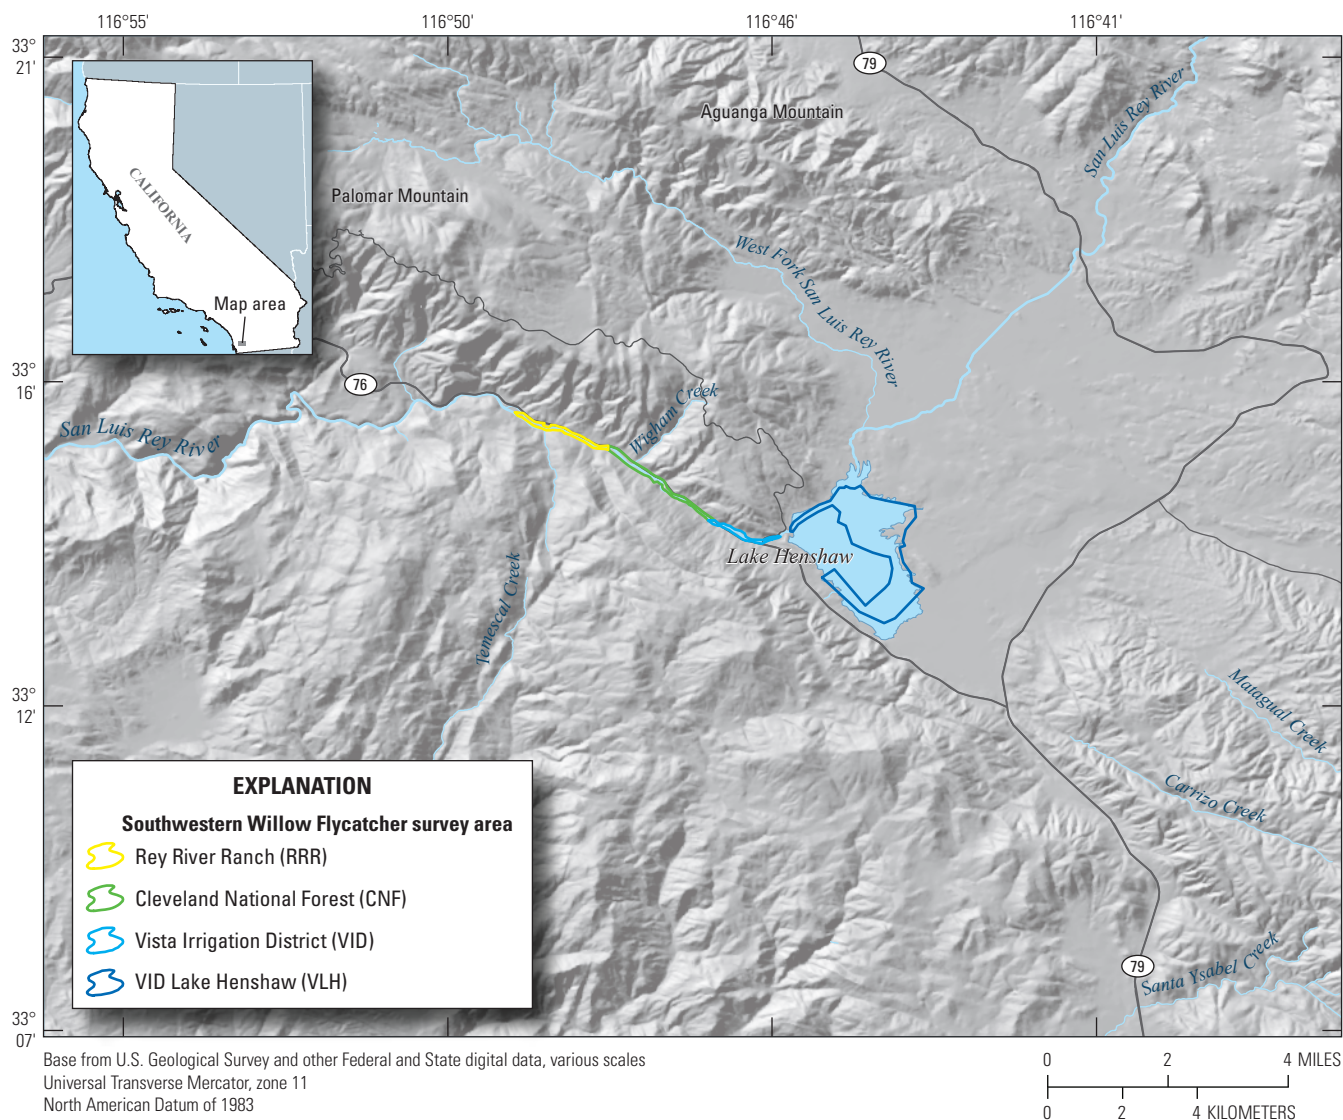 116°55'
116°50'
116°46'
116°41'
33°
21'
79
San Luis Rey River
Aguanga Mountain
Palomar Mountain
CALIFORNIA
Map area
West Fork San Luis Rey River
33°
16'
76
Wigham Creek
San Luis Rey River
Lake Henshaw
Temescal Creek
33°
12'
Matagual Creek
Carrizo Creek
EXPLANATION
Southwestern Willow Flycatcher survey area
Rey River Ranch (RRR)
Cleveland National Forest (CNF)
Vista Irrigation District (VID)
VID Lake Henshaw (VLH)
79
Santa Ysabel Creek
33°
07'
Base from U.S. Geological Survey and other Federal and State digital data, various scales
Universal Transverse Mercator, zone 11
North American Datum of 1983
0 2 4 MILES
0 2 4 KILOMETERS